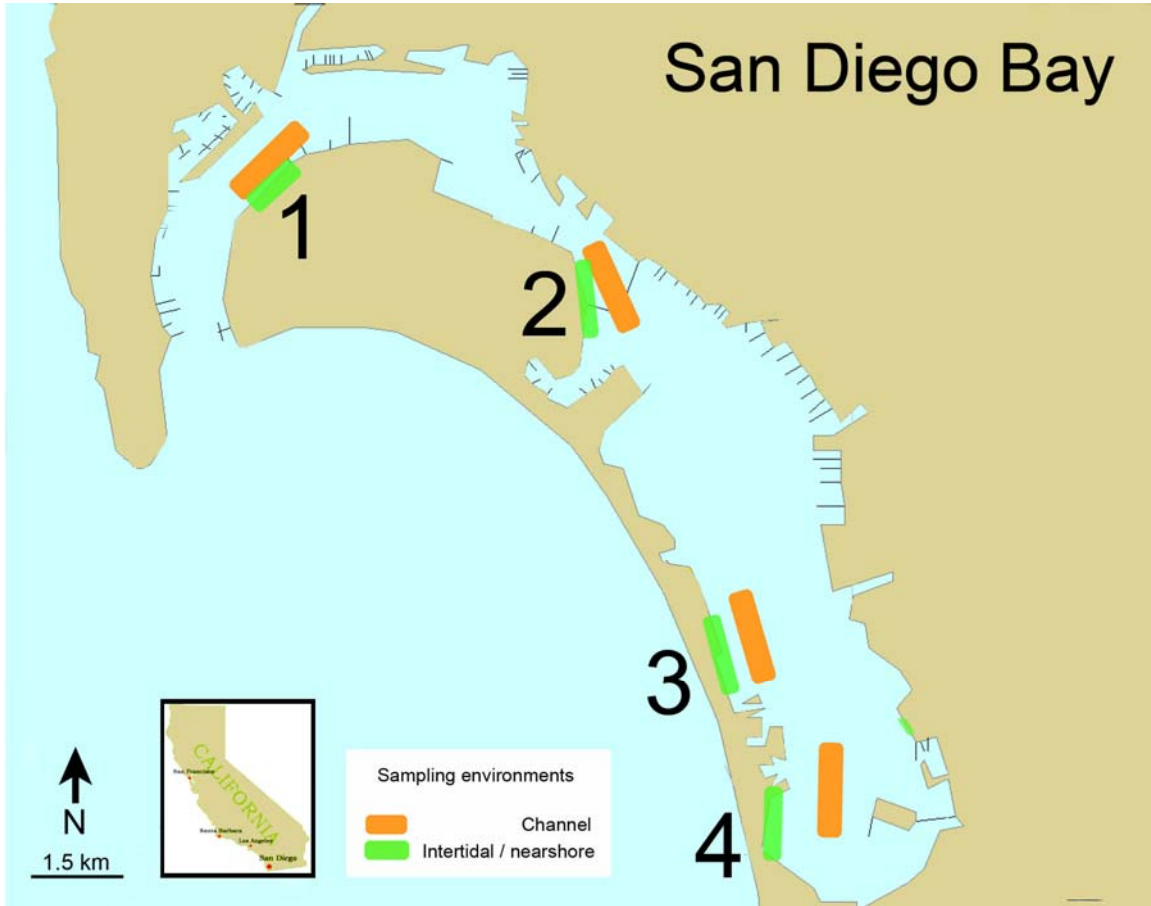 San Diego Bay
1
2
3
4
N
1.5 km
CALIFORNIA
San Francisco
Santa Barbara
Los Angeles
San Diego
Sampling environments
Channel
Intertidal / nearshore